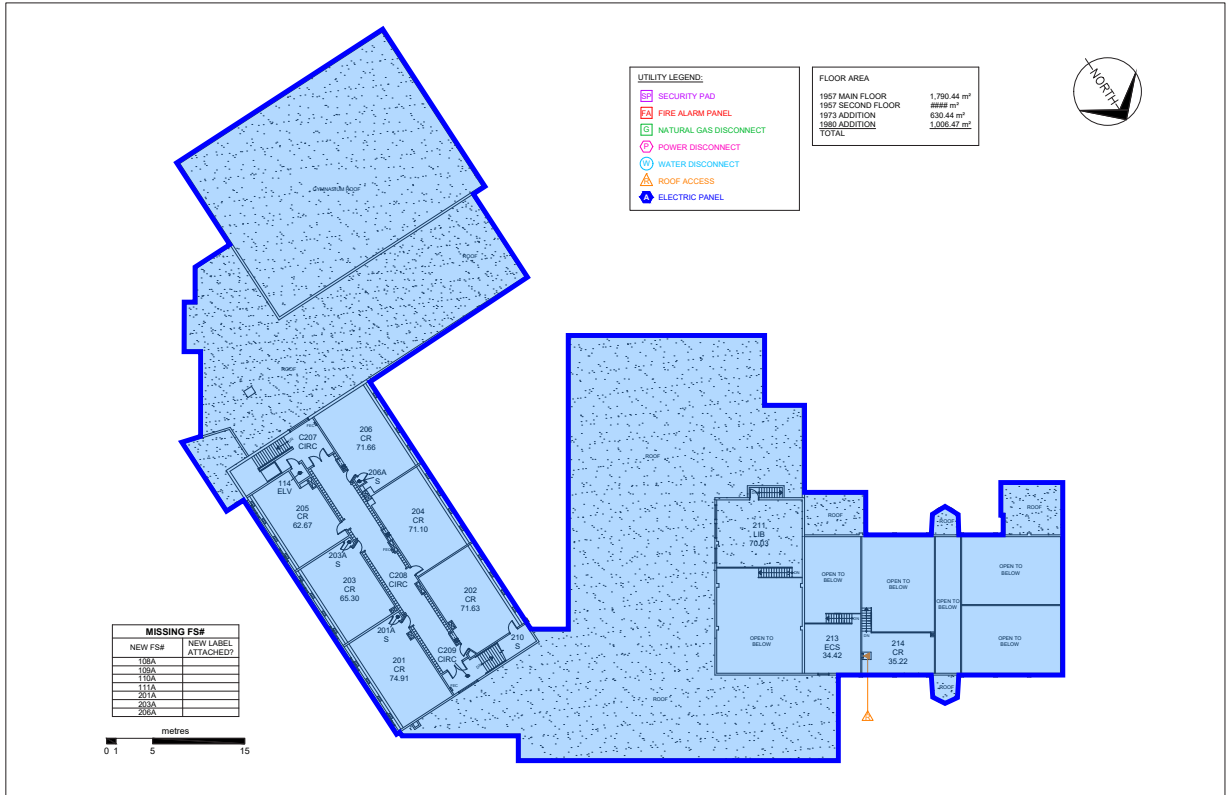 UTILITY LEGEND:
SP SECURITY PAD
FA FIRE ALARM PANEL
G NATURAL GAS DISCONNECT
P POWER DISCONNECT
W WATER DISCONNECT
R ROOF ACCESS
A ELECTRIC PANEL
FLOOR AREA
1957 MAIN FLOOR 1,790.44 m²
1957 SECOND FLOOR #### m²
1973 ADDITION 630.44 m²
1980 ADDITION 1,006.47 m²
TOTAL
NORTH
GYMNASIUM ROOF
ROOF
ROOF
C207
CIRC
206
CR
71.66
114
ELV
206A
S
205
CR
62.67
204
CR
71.10
203A
S
203
CR
65.30
C208
CIRC
202
CR
71.63
201A
S
201
CR
74.91
C209
CIRC
210
S
ROOF
ROOF
211
LIB
70.03
OPEN TO
BELOW
ROOF
OPEN TO
BELOW
213
ECS
34.42
OPEN TO
BELOW
214
CR
35.22
ROOF
OPEN TO
BELOW
ROOF
ROOF
OPEN TO
BELOW
OPEN TO
BELOW
R
MISSING FS#
NEW FS# NEW LABEL
ATTACHED?
108A
109A
110A
111A
201A
203A
206A
metres
0 1 5 15